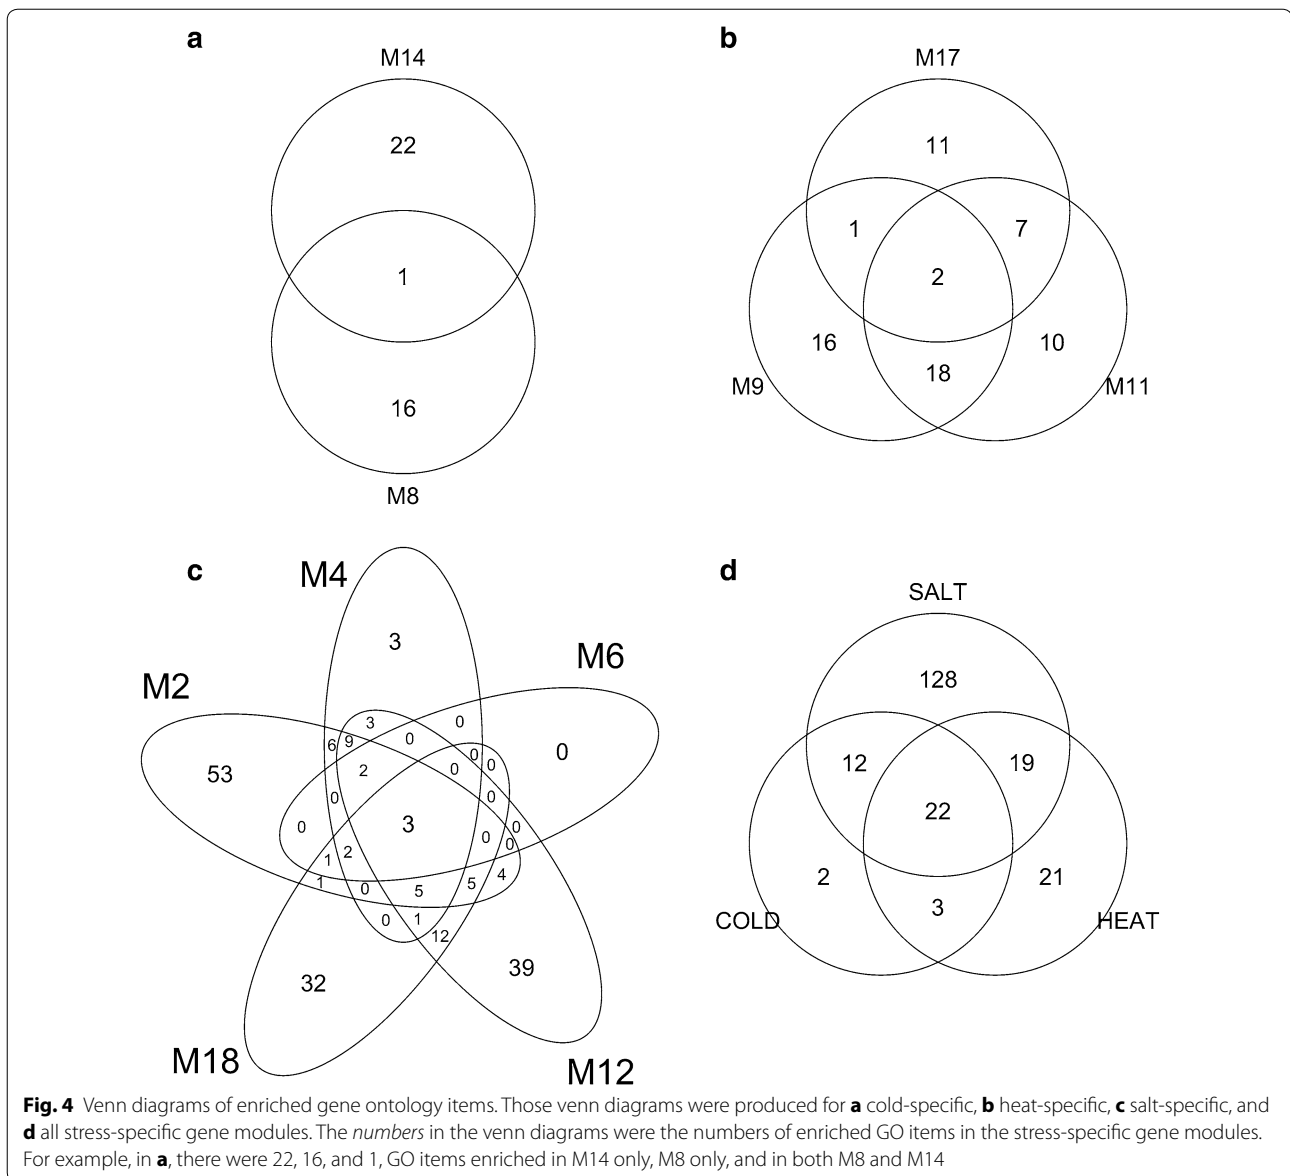 a
M14
22
1
16
M8
b
M17
11
1
7
2
16
10
18
M9
M11
c
M4
3
M6
M2
3
0
6 9
0
0
0 0
53
2
0
0
0
0
3
0
0
0
1 2
0
1
0
5
5
4
0
1
12
32
39
M18
M12
d
SALT
128
12
19
22
2
21
3
COLD
HEAT
Fig. 4 Venn diagrams of enriched gene ontology items. Those venn diagrams were produced for a cold-specific, b heat-specific, c salt-specific, and
d all stress-specific gene modules. The numbers in the venn diagrams were the numbers of enriched GO items in the stress-specific gene modules.
For example, in a, there were 22, 16, and 1, GO items enriched in M14 only, M8 only, and in both M8 and M14